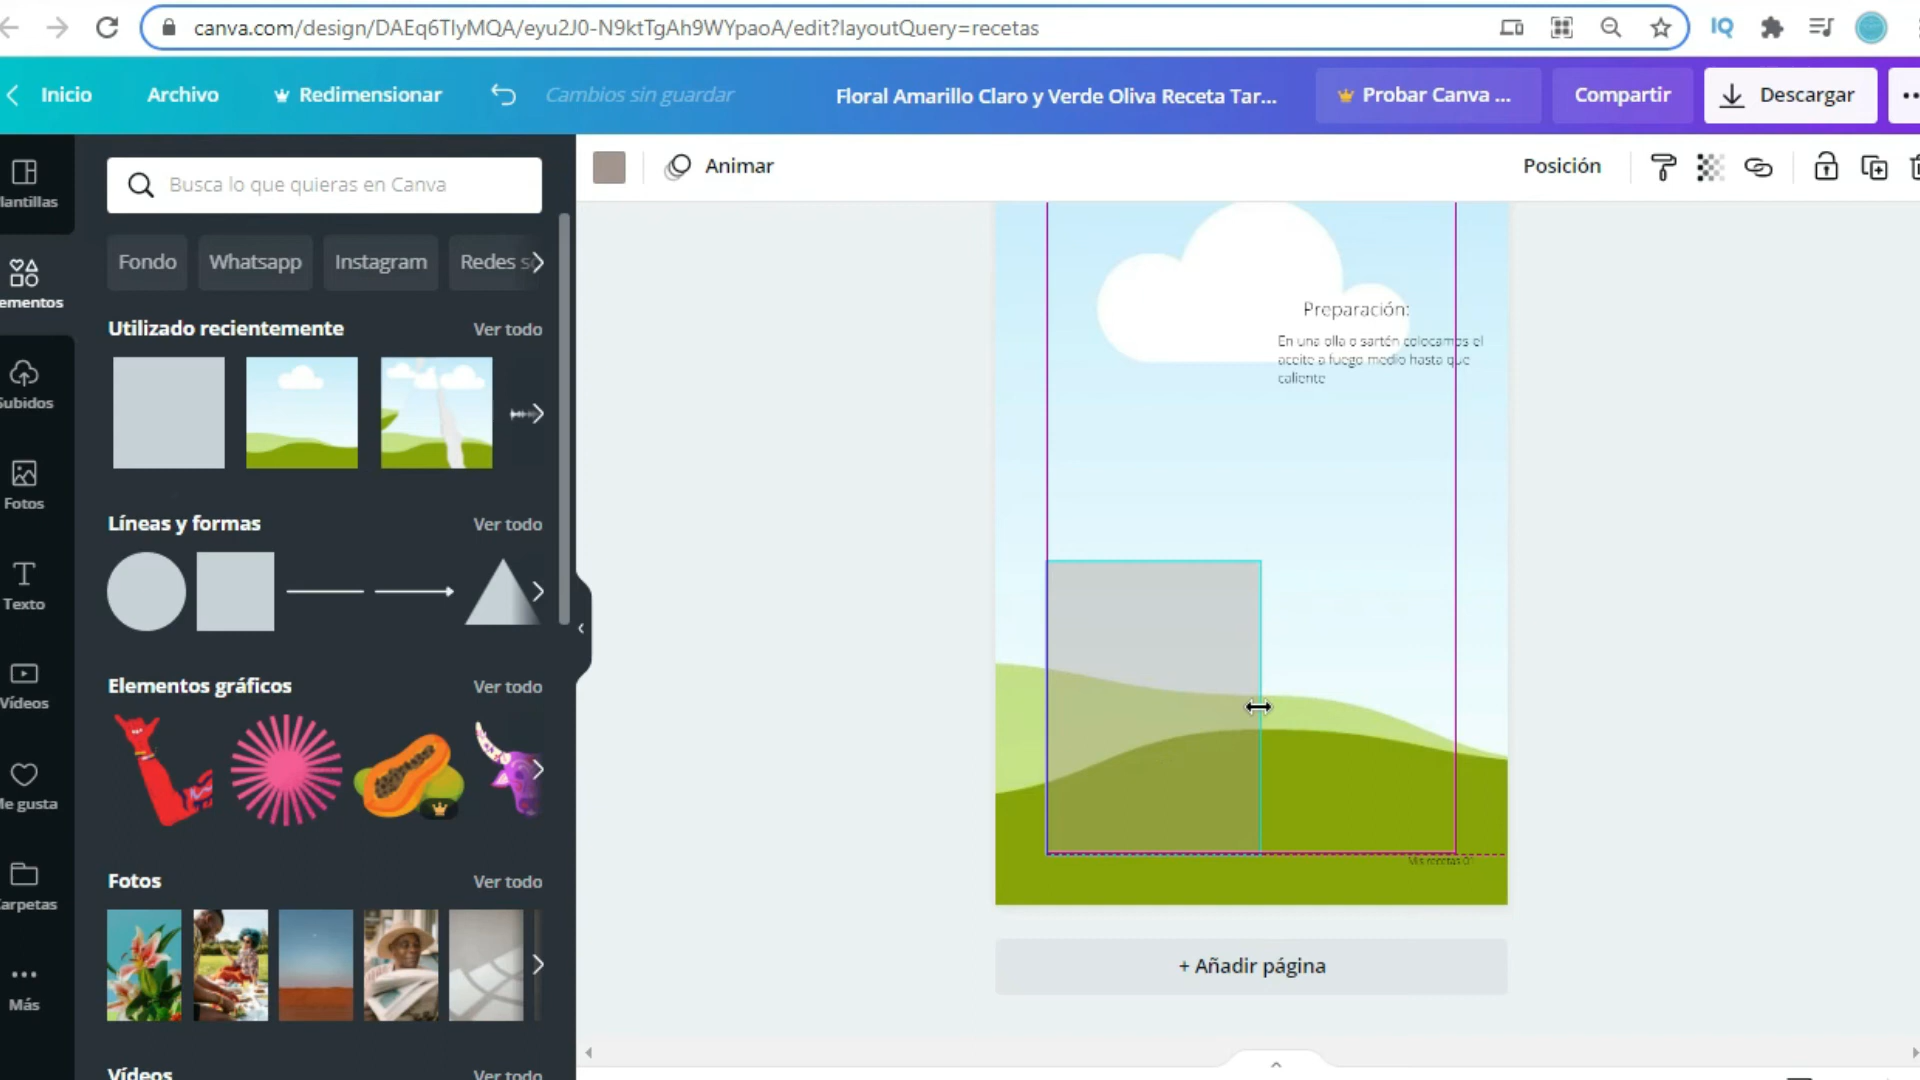 canva.com/design/DAEq6TlyMQA/eyu2J0-N9ktTgAh9WYpaoA/edit?layoutQuery=recetas
IQ
Inicio
Archivo
Redimensionar
Cambios sin guardar
Floral Amarillo Claro y Verde Oliva Receta Tar...
Probar Canva ...
Compartir
Descargar
Animar
Posición
lantillas
ementos
Subidos
Fotos
Texto
Vídeos
Me gusta
arpetas
Más
Busca lo que quieras en Canva
Fondo
Whatsapp
Instagram
Redes s
Utilizado recientemente
Ver todo
Líneas y formas
Ver todo
Elementos gráficos
Ver todo
Fotos
Ver todo
Vídeos
Ver todo
Preparación:
En una olla o sartén colocamos el
aceite a fuego medio hasta que
caliente
Mis recetas 01
+ Añadir página